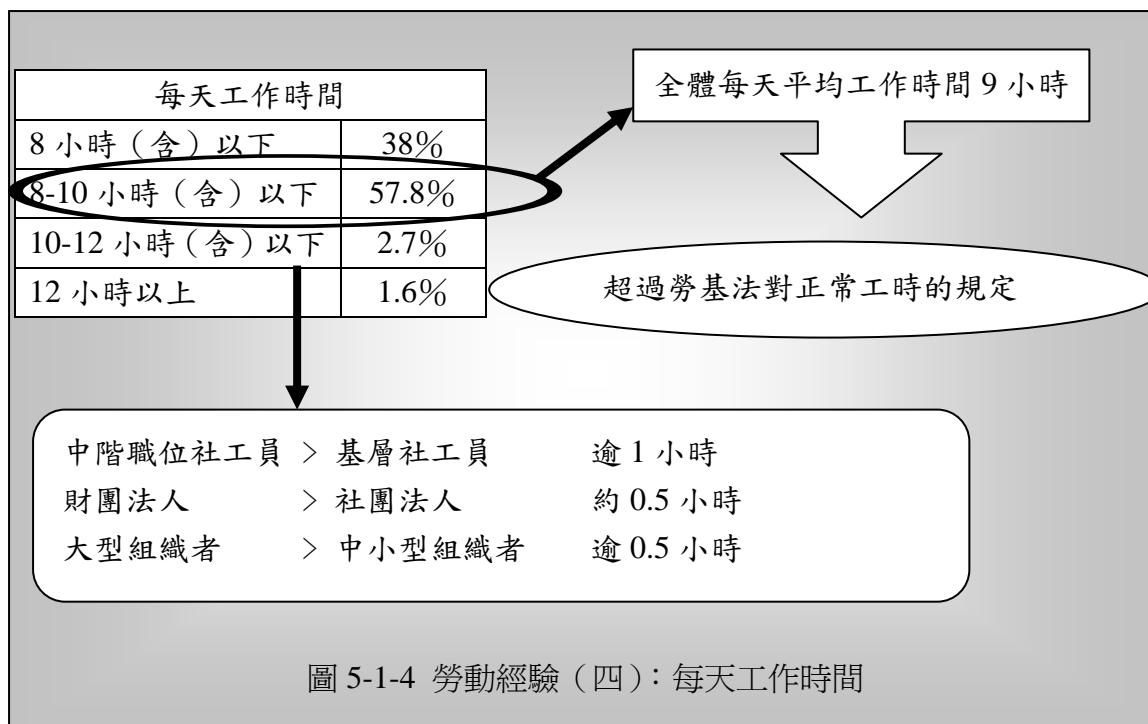 每天工作時間
8 小時（含）以下 38%
8-10 小時（含）以下 57.8%
10-12 小時（含）以下 2.7%
12 小時以上 1.6%
全體每天平均工作時間 9 小時
超過勞基法對正常工時的規定
中階職位社工員 > 基層社工員 逾 1 小時
財團法人 > 社團法人 約 0.5 小時
大型組織者 > 中小型組織者 逾 0.5 小時
圖 5-1-4 勞動經驗（四）：每天工作時間